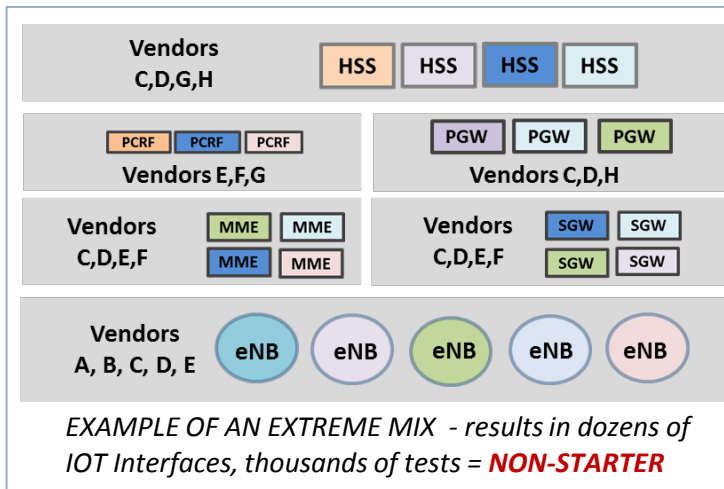 Vendors
C,D,G,H
HSS HSS HSS HSS
PCRF PCRF PCRF
Vendors E,F,G
PGW PGW PGW
Vendors C,D,H
Vendors
C,D,E,F
MME MME
MME MME
Vendors
C,D,E,F
SGW SGW
SGW SGW
Vendors
A, B, C, D, E
eNB eNB eNB eNB eNB
EXAMPLE OF AN EXTREME MIX - results in dozens of
IOT Interfaces, thousands of tests = NON-STARTER